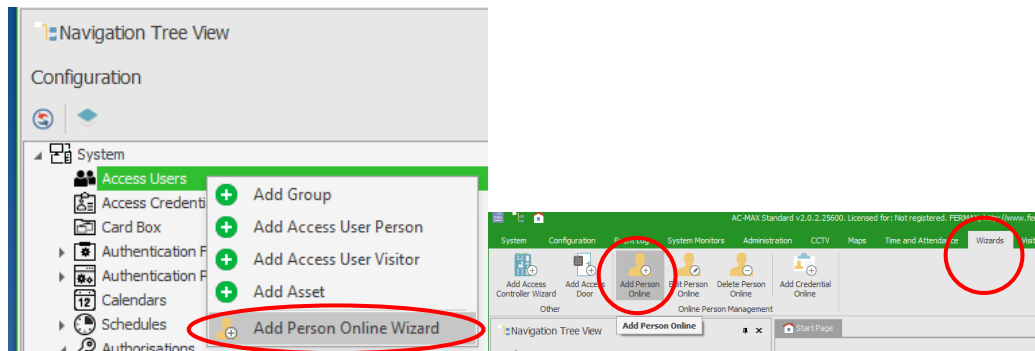 Navigation Tree View
Configuration
System
Access Users
Access Credenti
Card Box
Authentication F
Authentication P
12 Calendars
Schedules
Authorisations
Add Group
Add Access User Person
Add Access User Visitor
Add Asset
Add Person Online Wizard
AC-MAX Standard v2.0.2.25600. Licensed for: Not registered. FERMAX
System Configuration Event Log System Monitors Administration CCTV Maps Time and Attendance Wizards Visit
Add Access Controller Wizard
Add Access Door
Add Person Online
Edit Person Online
Delete Person Online
Add Credential Online
Other
Online Person Management
Navigation Tree View
Add Person Online
Start Page